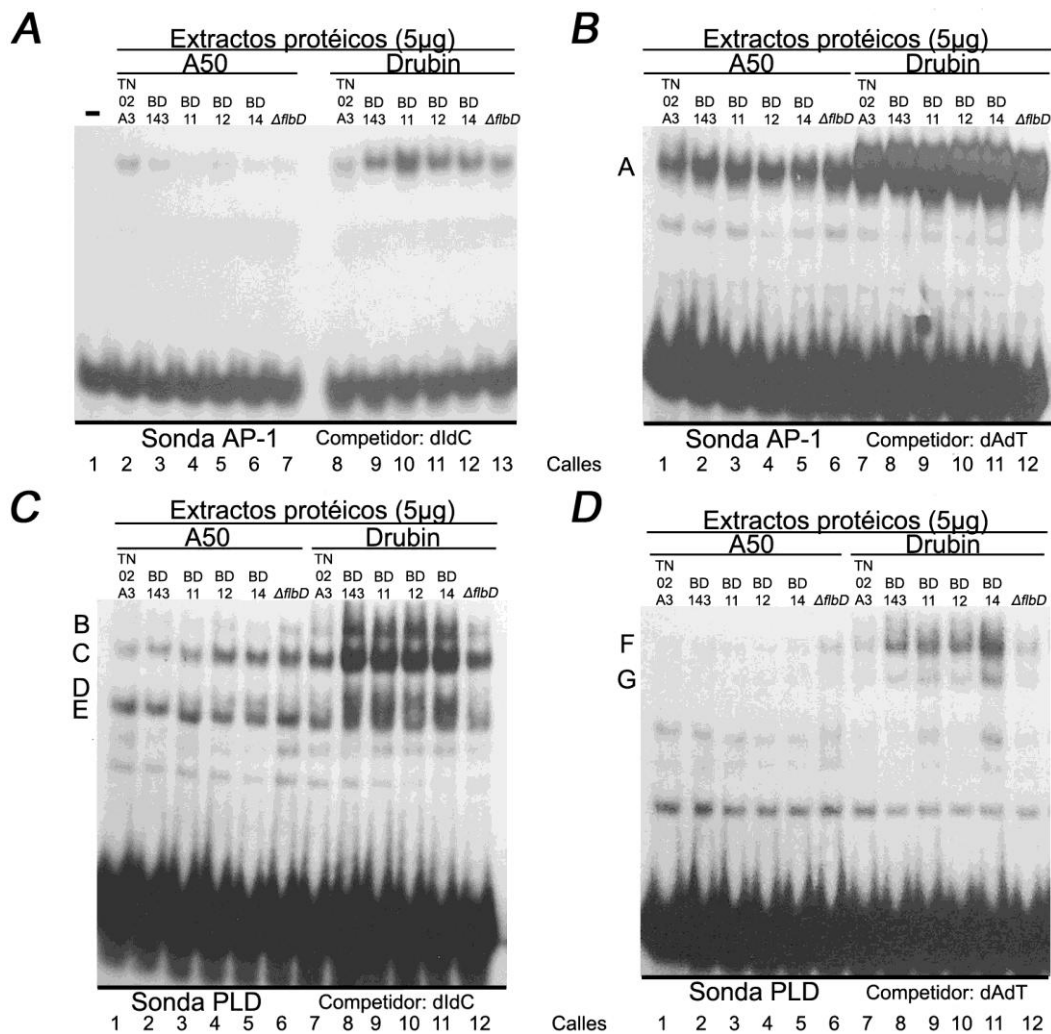 A
Extractos protéicos (5µg)
A50 Drubin
TN TN
02 BD BD BD BD 02 BD BD BD BD
- A3 143 11 12 14 ΔflbD A3 143 11 12 14 ΔflbD
Sonda AP-1 Competidor: dIdC
1 2 3 4 5 6 7 8 9 10 11 12 13
B
Extractos protéicos (5µg)
A50 Drubin
TN TN
02 BD BD BD BD 02 BD BD BD BD
A3 143 11 12 14 ΔflbD A3 143 11 12 14 ΔflbD
A
Sonda AP-1 Competidor: dAdT
Calles 1 2 3 4 5 6 7 8 9 10 11 12
C
Extractos protéicos (5µg)
A50 Drubin
TN TN
02 BD BD BD BD 02 BD BD BD BD
A3 143 11 12 14 ΔflbD A3 143 11 12 14 ΔflbD
B
C
D
E
Sonda PLD Competidor: dIdC
1 2 3 4 5 6 7 8 9 10 11 12
D
Extractos protéicos (5µg)
A50 Drubin
TN TN
02 BD BD BD BD 02 BD BD BD BD
A3 143 11 12 14 ΔflbD A3 143 11 12 14 ΔflbD
F
G
Sonda PLD Competidor: dAdT
Calles 1 2 3 4 5 6 7 8 9 10 11 12